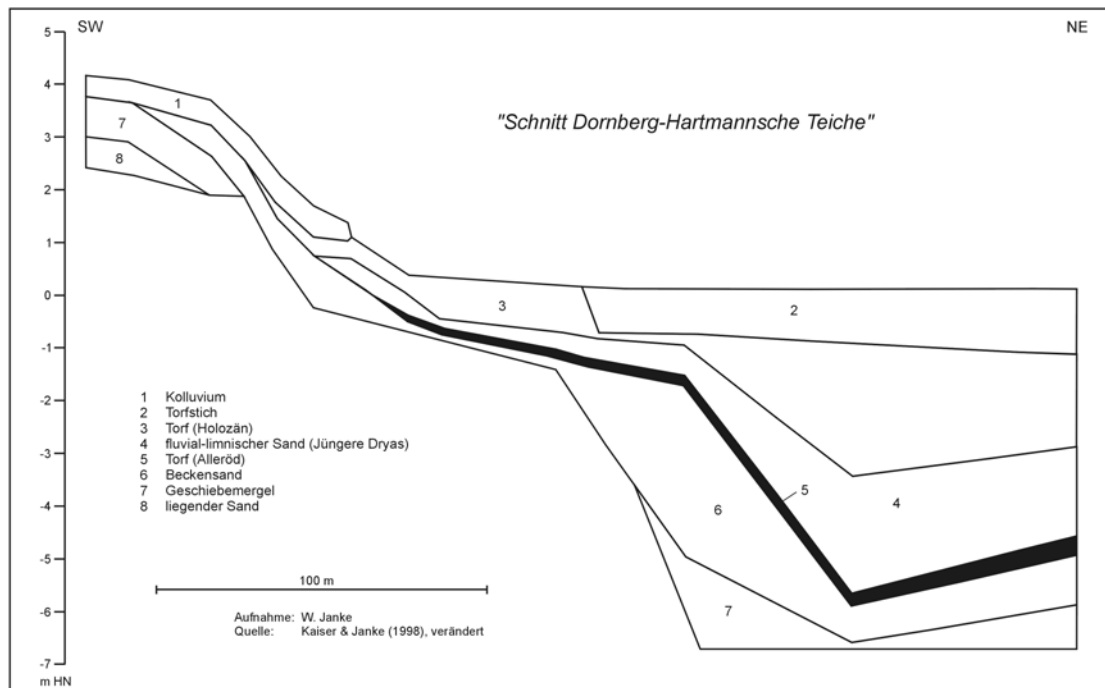 SW
NE
"Schnitt Dornberg-Hartmannsche Teiche"
5
4
3
2
1
0
-1
-2
-3
-4
-5
-6
-7
m HN
1
7
8
3
2
5
4
6
7
1 Kolluvium
2 Torfstich
3 Torf (Holozän)
4 fluvial-limnischer Sand (Jüngere Dryas)
5 Torf (Alleröd)
6 Beckensand
7 Geschiebemergel
8 liegender Sand
100 m
Aufnahme: W. Janke
Quelle: Kaiser & Janke (1998), verändert